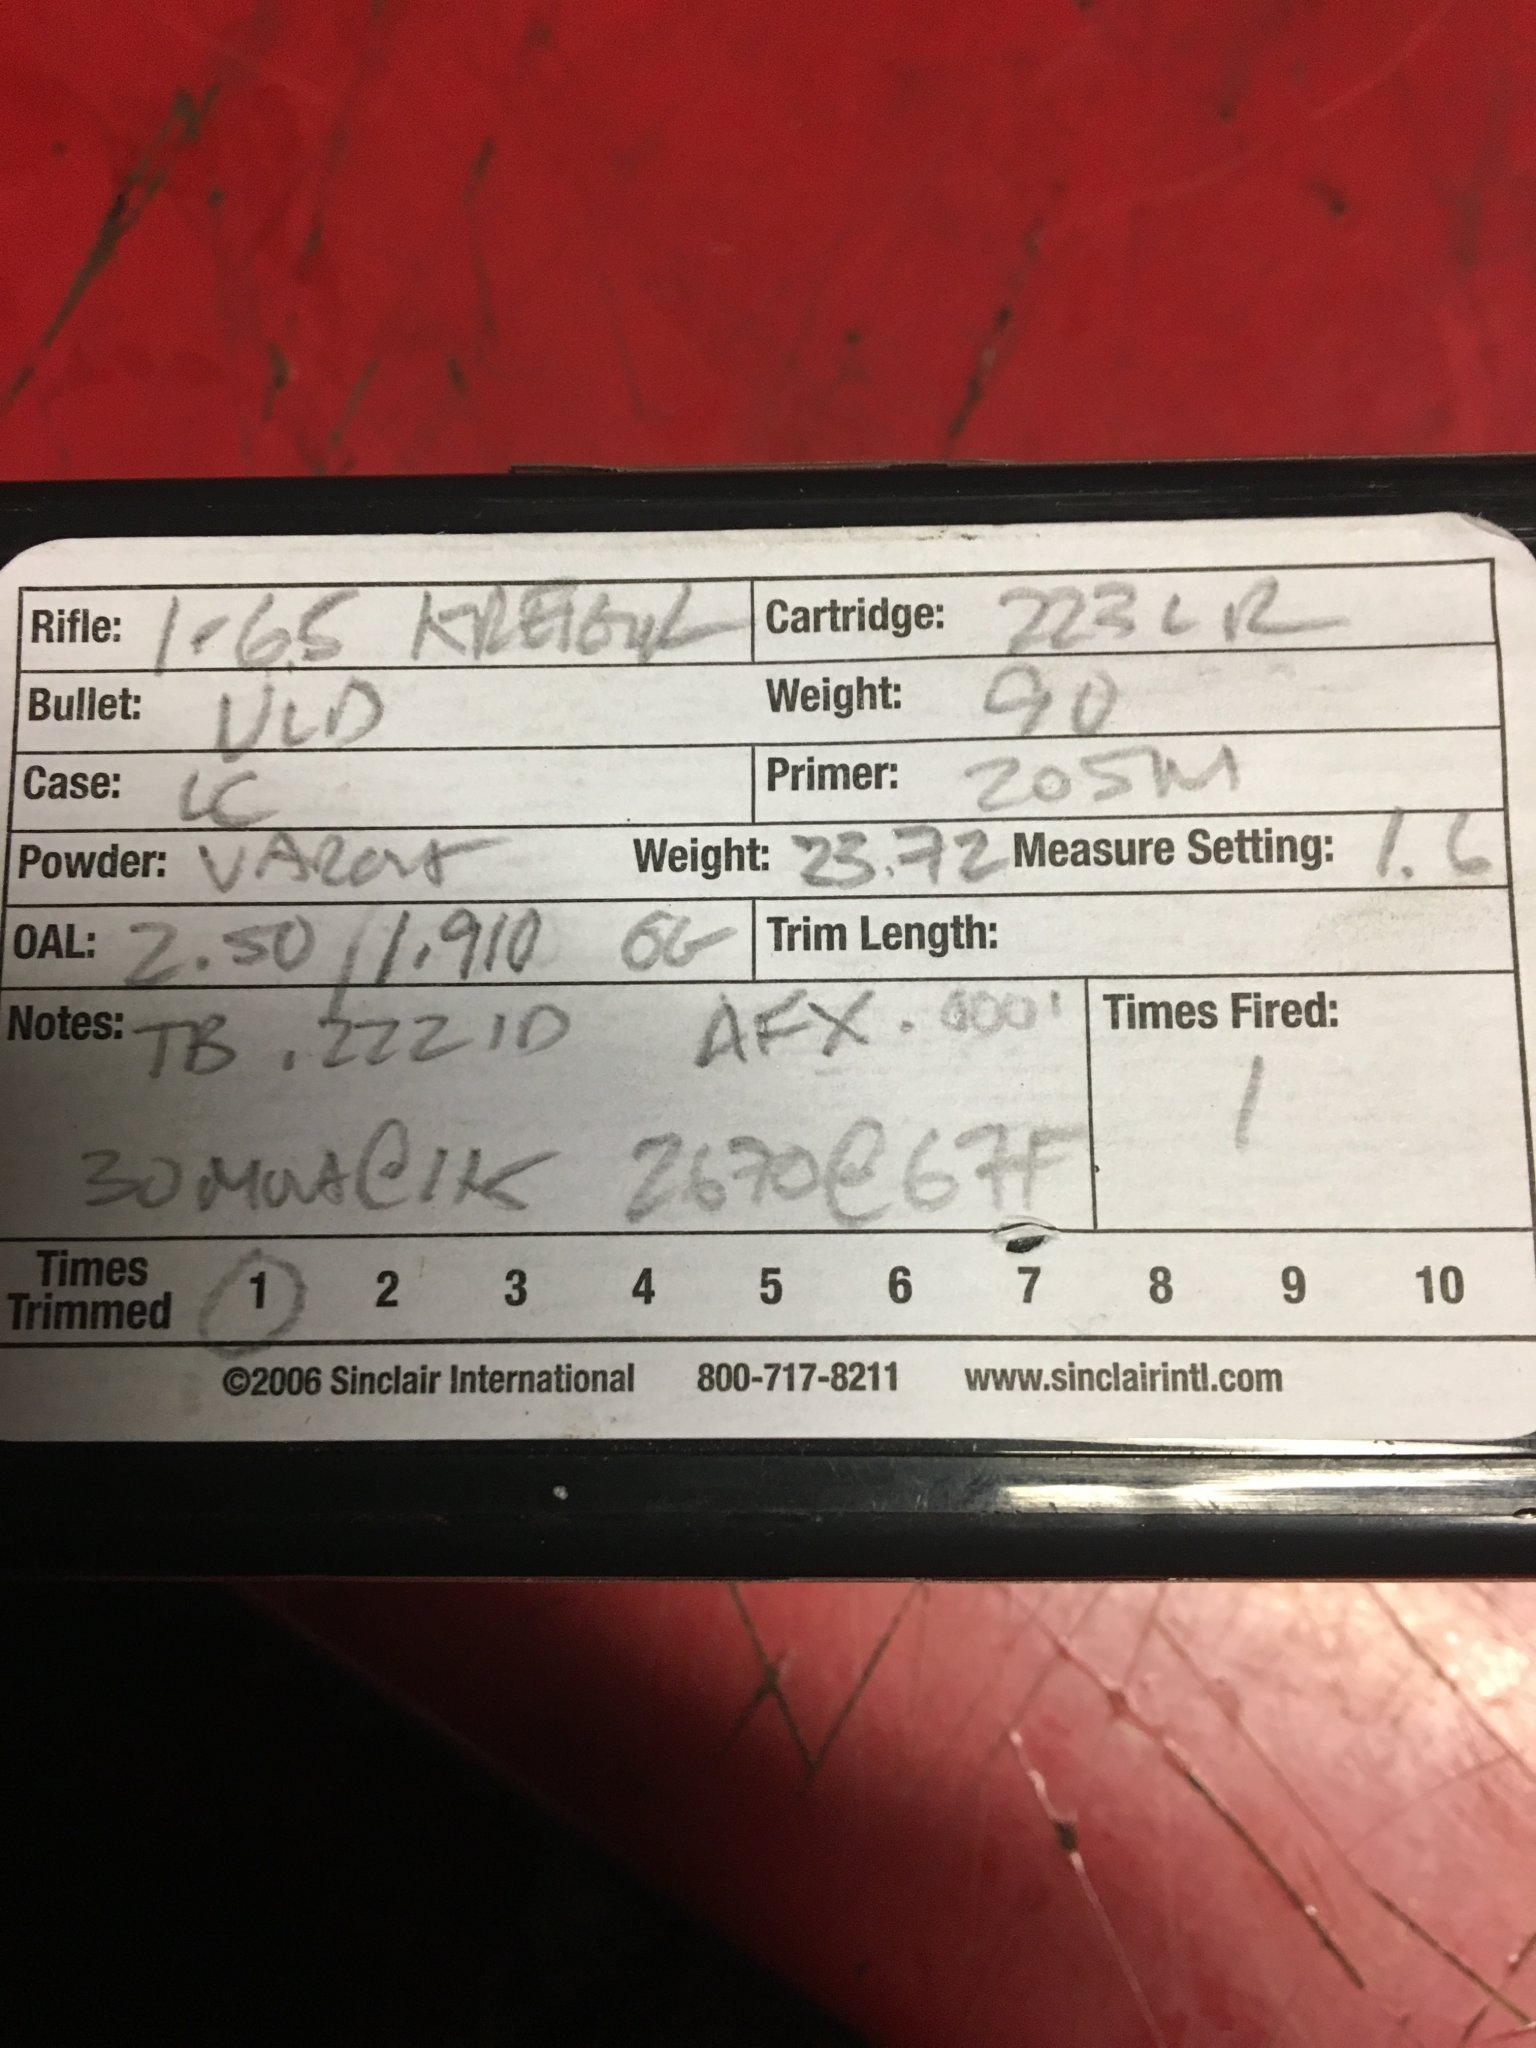 Rifle: 1-6.5 KREIGHL Cartridge: 223 LR
Bullet: VLD Weight: 90
Case: LC Primer: 205M
Powder: VARGET Weight: 23.72 Measure Setting: 1.6
OAL: 2.50 / 1.910 OG Trim Length:
Notes: TB .222 ID AFX .0001 Times Fired:
30 @ 1K 2670 @ 67F 1
Times Trimmed 1 2 3 4 5 6 7 8 9 10
©2006 Sinclair International 800-717-8211 www.sinclairintl.com